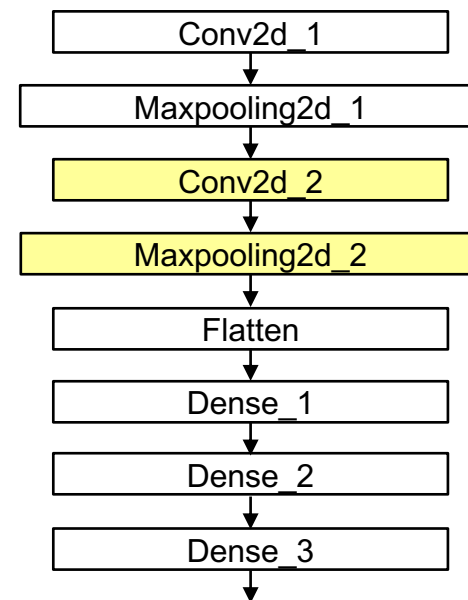 Conv2d_1
Maxpooling2d_1
Conv2d_2
Maxpooling2d_2
Flatten
Dense_1
Dense_2
Dense_3